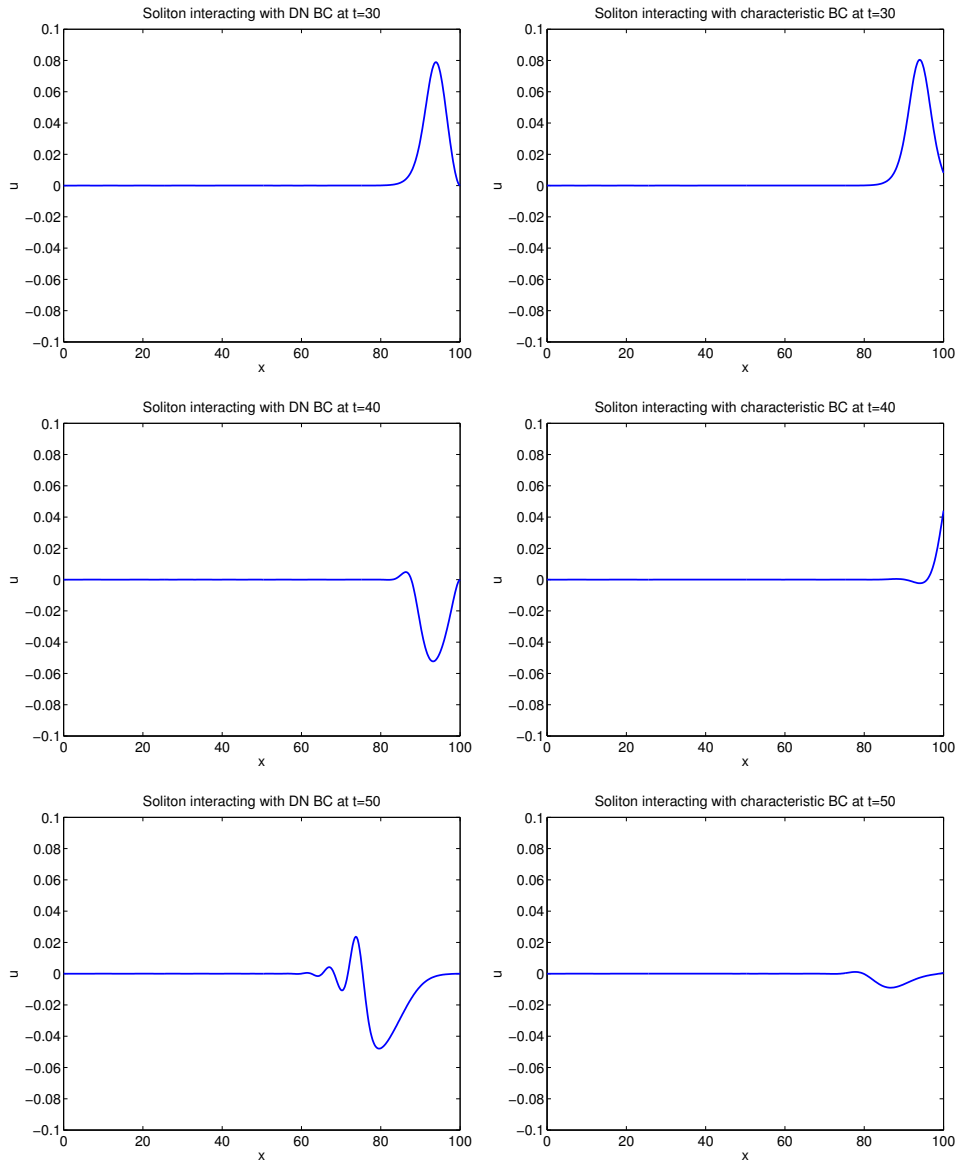 Soliton interacting with DN BC at t=30
0.1
0.08
0.06
0.04
0.02
0
−0.02
−0.04
−0.06
−0.08
−0.1
u
0 20 40 60 80 100
x
Soliton interacting with characteristic BC at t=30
0.1
0.08
0.06
0.04
0.02
0
−0.02
−0.04
−0.06
−0.08
−0.1
u
0 20 40 60 80 100
x
Soliton interacting with DN BC at t=40
0.1
0.08
0.06
0.04
0.02
0
−0.02
−0.04
−0.06
−0.08
−0.1
u
0 20 40 60 80 100
x
Soliton interacting with characteristic BC at t=40
0.1
0.08
0.06
0.04
0.02
0
−0.02
−0.04
−0.06
−0.08
−0.1
u
0 20 40 60 80 100
x
Soliton interacting with DN BC at t=50
0.1
0.08
0.06
0.04
0.02
0
−0.02
−0.04
−0.06
−0.08
−0.1
u
0 20 40 60 80 100
x
Soliton interacting with characteristic BC at t=50
0.1
0.08
0.06
0.04
0.02
0
−0.02
−0.04
−0.06
−0.08
−0.1
u
0 20 40 60 80 100
x